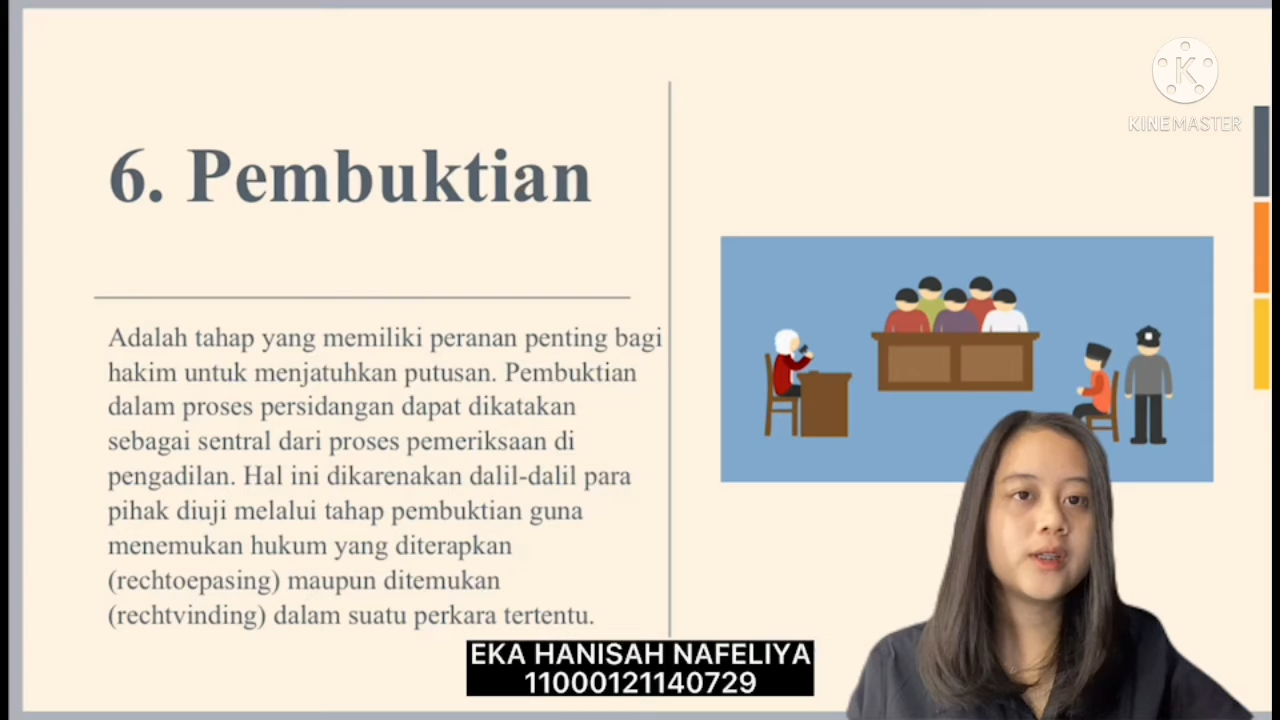 6. Pembuktian
Adalah tahap yang memiliki peranan penting bagi
hakim untuk menjatuhkan putusan. Pembuktian
dalam proses persidangan dapat dikatakan
sebagai sentral dari proses pemeriksaan di
pengadilan. Hal ini dikarenakan dalil-dalil para
pihak diuji melalui tahap pembuktian guna
menemukan hukum yang diterapkan
(rechtoepasing) maupun ditemukan
(rechtvinding) dalam suatu perkara tertentu.
K
KINEMASTER
EKA HANISAH NAFELIYA
11000121140729